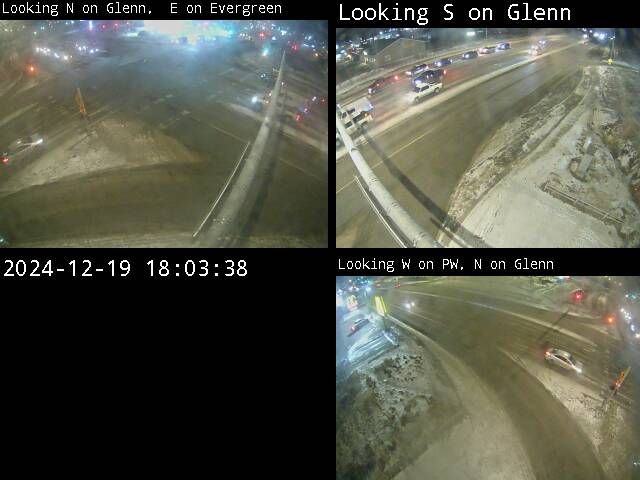 Looking N on Glenn,  E on Evergreen
Looking S on Glenn
2024-12-19 18:03:38
Looking W on PW, N on Glenn